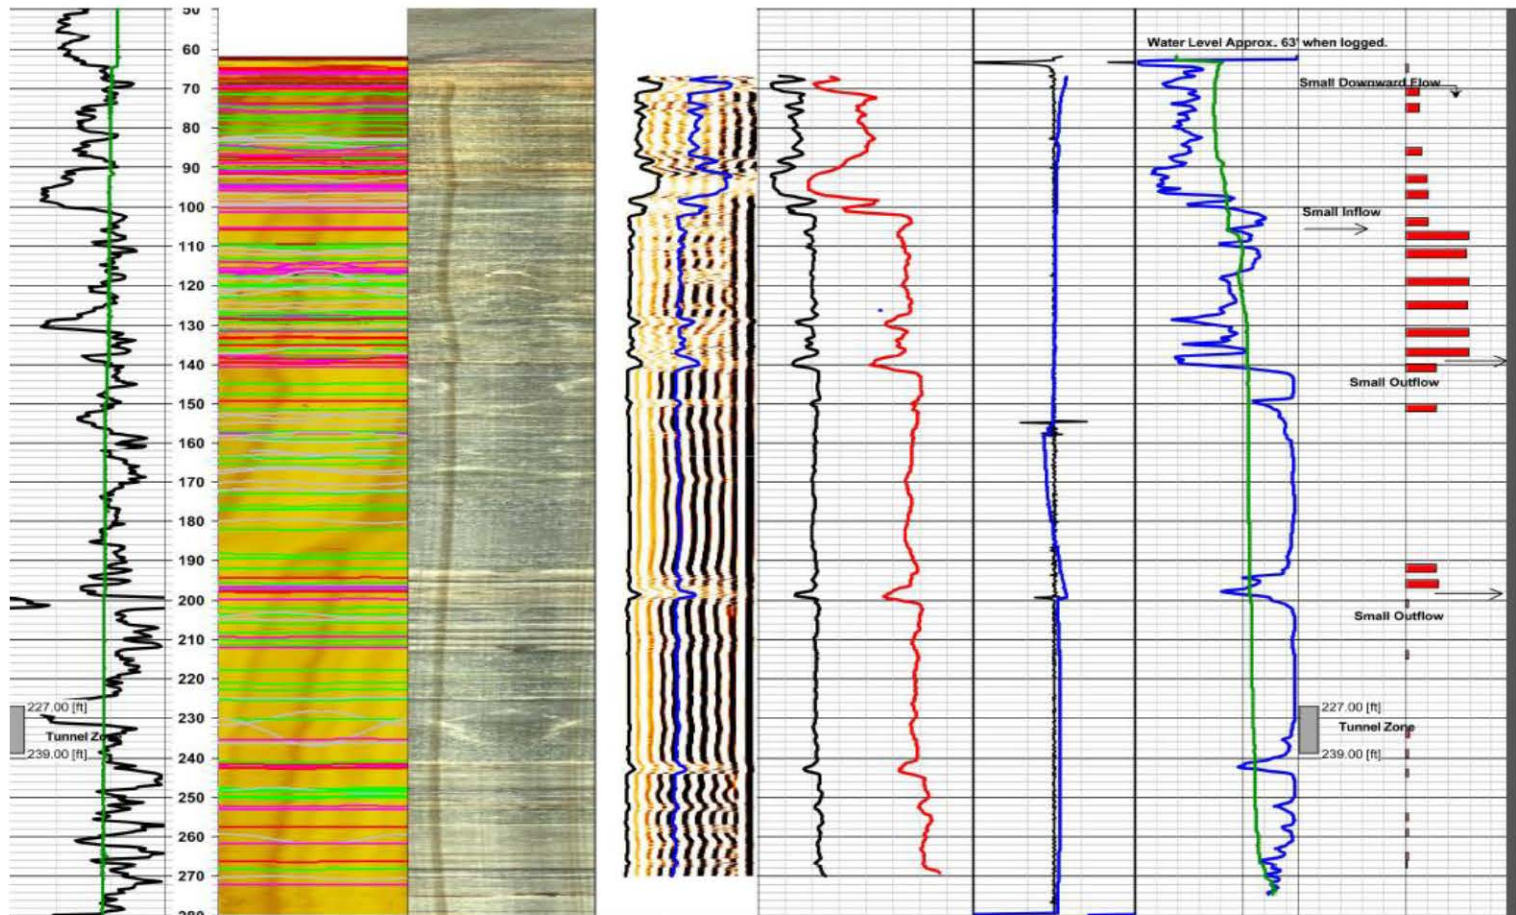 50
Water Level Approx. 63' when logged.
60
Small Downward Flow
70
80
90
100
Small Inflow
110
120
130
140
Small Outflow
150
160
170
180
190
200
Small Outflow
210
220
227.00 [ft]
227.00 [ft]
230
Tunnel Zone
Tunnel Zone
239.00 [ft]
239.00 [ft]
240
250
260
270
280